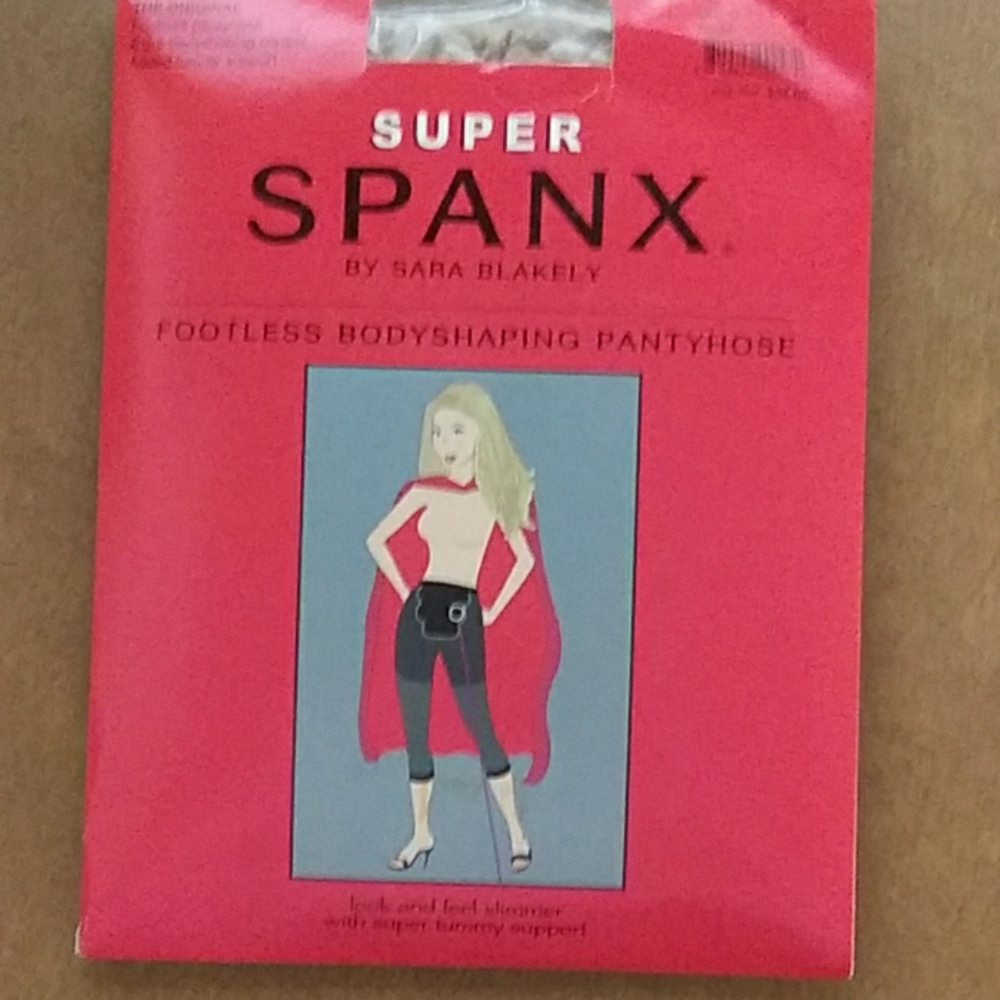 SUPER
SPANX®
BY SARA BLAKELY
FOOTLESS BODYSHAPING PANTYHOSE
look and feel slimmer
with super tummy support